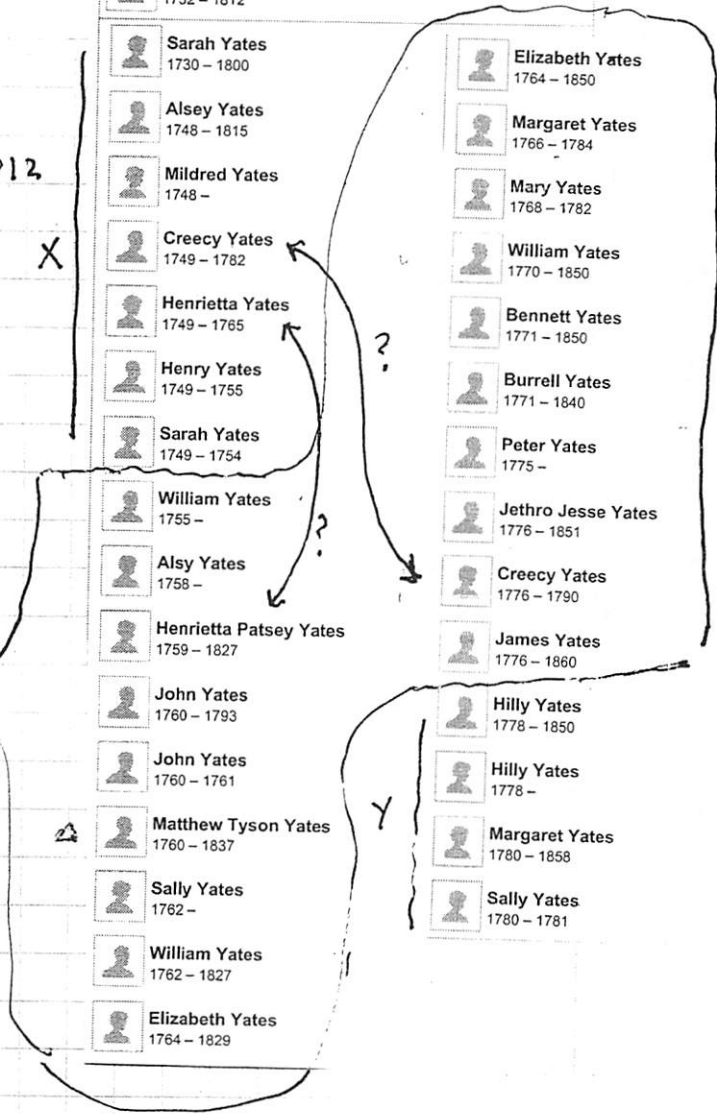 1752 – 1812
Sarah Yates
1730 – 1800
Alsey Yates
1748 – 1815
Mildred Yates
1748 –
Creecy Yates
1749 – 1782
Henrietta Yates
1749 – 1765
Henry Yates
1749 – 1755
Sarah Yates
1749 – 1754
William Yates
1755 –
Alsy Yates
1758 –
Henrietta Patsey Yates
1759 – 1827
John Yates
1760 – 1793
John Yates
1760 – 1761
Matthew Tyson Yates
1760 – 1837
Sally Yates
1762 –
William Yates
1762 – 1827
Elizabeth Yates
1764 – 1829
X
?
?
Elizabeth Yates
1764 – 1850
Margaret Yates
1766 – 1784
Mary Yates
1768 – 1782
William Yates
1770 – 1850
Bennett Yates
1771 – 1850
Burrell Yates
1771 – 1840
Peter Yates
1775 –
Jethro Jesse Yates
1776 – 1851
Creecy Yates
1776 – 1790
James Yates
1776 – 1860
Hilly Yates
1778 – 1850
Hilly Yates
1778 –
Margaret Yates
1780 – 1858
Sally Yates
1780 – 1781
Y